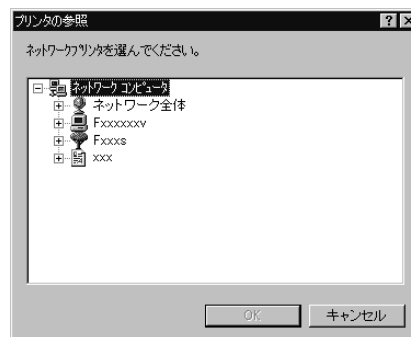 プリンタの参照
ネットワークプリンタを選んでください。
ネットワーク コンピュータ
ネットワーク全体
Fxxxxxxv
Fxxxs
xxx
OK
キャンセル